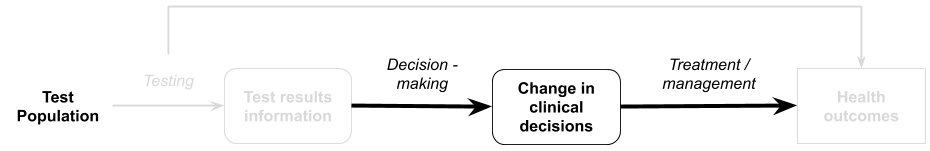 Test
Population
Testing
Test results
information
Decision -
making
Change in
clinical
decisions
Treatment /
management
Health
outcomes